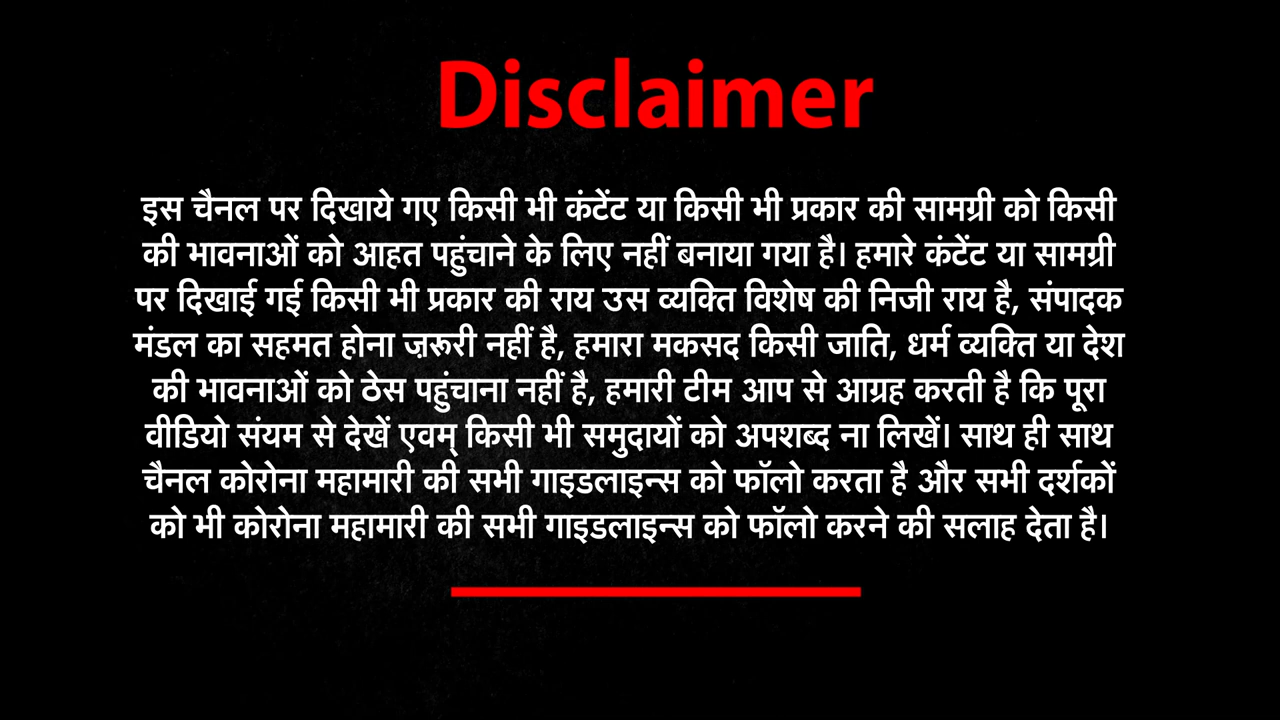 Disclaimer
इस चैनल पर दिखाये गए किसी भी कंटेंट या किसी भी प्रकार की सामग्री को किसी
की भावनाओं को आहत पहुंचाने के लिए नहीं बनाया गया है। हमारे कंटेंट या सामग्री
पर दिखाई गई किसी भी प्रकार की राय उस व्यक्ति विशेष की निजी राय है, संपादक
मंडल का सहमत होना ज़रूरी नहीं है, हमारा मकसद किसी जाति, धर्म व्यक्ति या देश
की भावनाओं को ठेस पहुंचाना नहीं है, हमारी टीम आप से आग्रह करती है कि पूरा
वीडियो संयम से देखें एवम् किसी भी समुदायों को अपशब्द ना लिखें। साथ ही साथ
चैनल कोरोना महामारी की सभी गाइडलाइन्स को फॉलो करता है और सभी दर्शकों
को भी कोरोना महामारी की सभी गाइडलाइन्स को फॉलो करने की सलाह देता है।